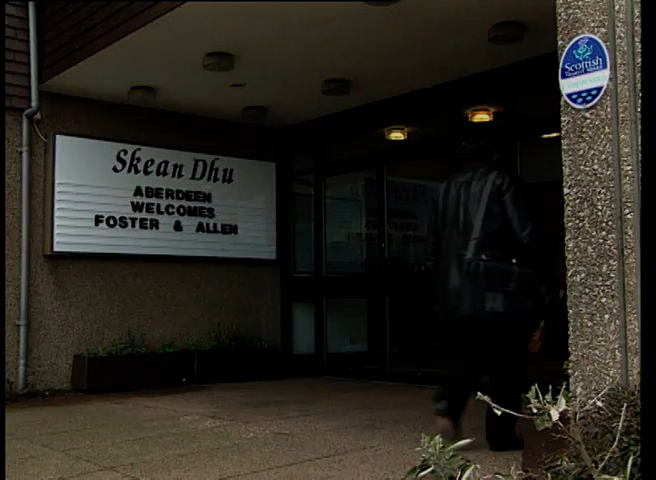 Skean Dhu
ABERDEEN
WELCOMES
FOSTER & ALLEN
Scottish